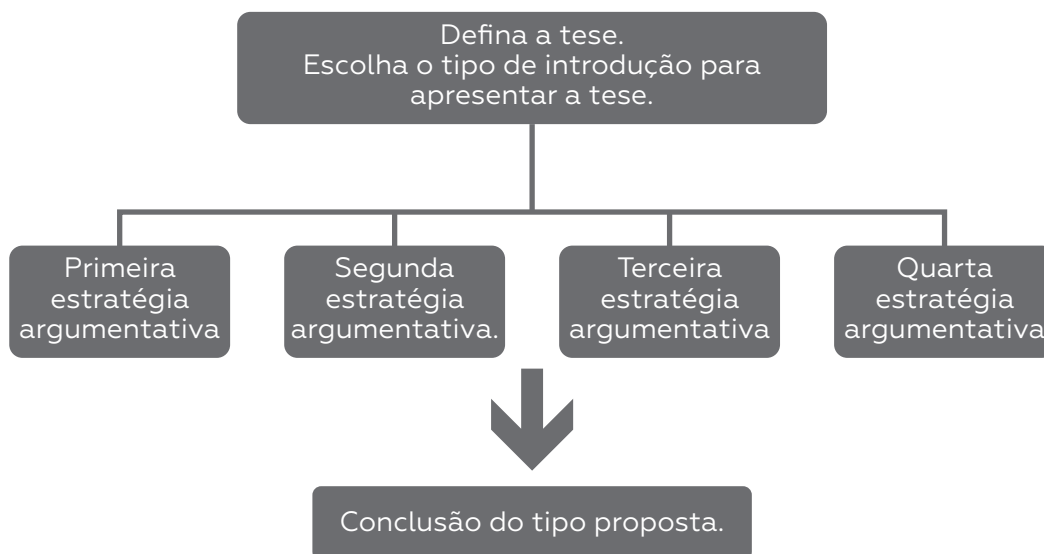 Defina a tese.
Escolha o tipo de introdução para
apresentar a tese.
Primeira
estratégia
argumentativa
Segunda
estratégia
argumentativa.
Terceira
estratégia
argumentativa
Quarta
estratégia
argumentativa
Conclusão do tipo proposta.